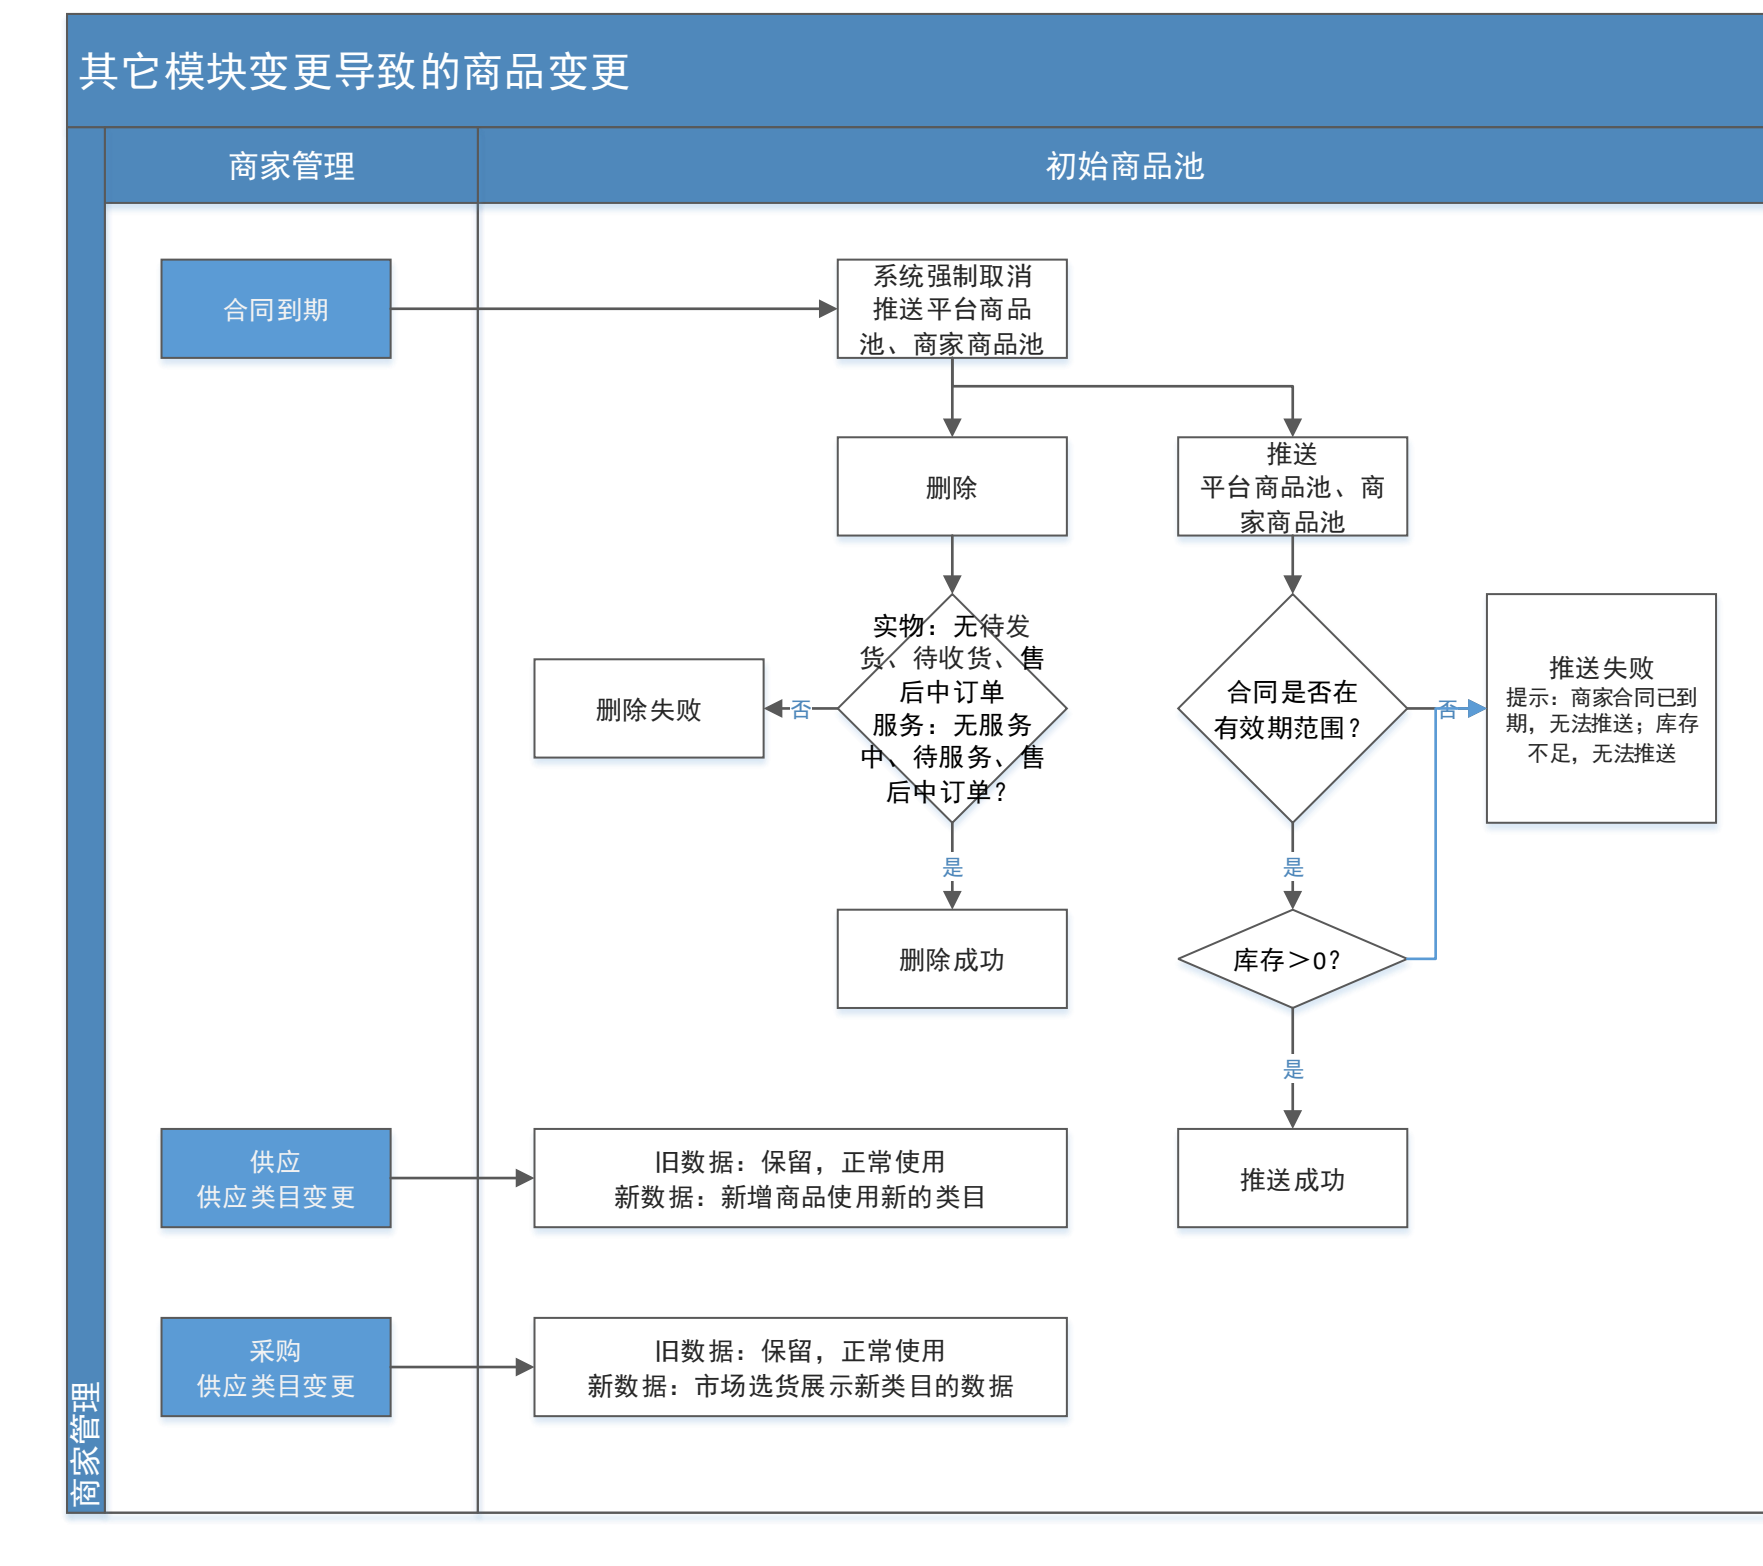 其它模块变更导致的商品变更
商家管理
初始商品池
商家管理
合同到期
系统强制取消
推送平台商品
池、商家商品池
删除
推送
平台商品池、商
家商品池
实物：无待发
货、待收货、售
后中订单
服务：无服务
中、待服务、售
后中订单？
否
删除失败
是
删除成功
合同是否在
有效期范围？
否
推送失败
提示：商家合同已到
期，无法推送；库存
不足，无法推送
是
库存＞0？
是
推送成功
供应
供应类目变更
旧数据：保留，正常使用
新数据：新增商品使用新的类目
采购
供应类目变更
旧数据：保留，正常使用
新数据：市场选货展示新类目的数据